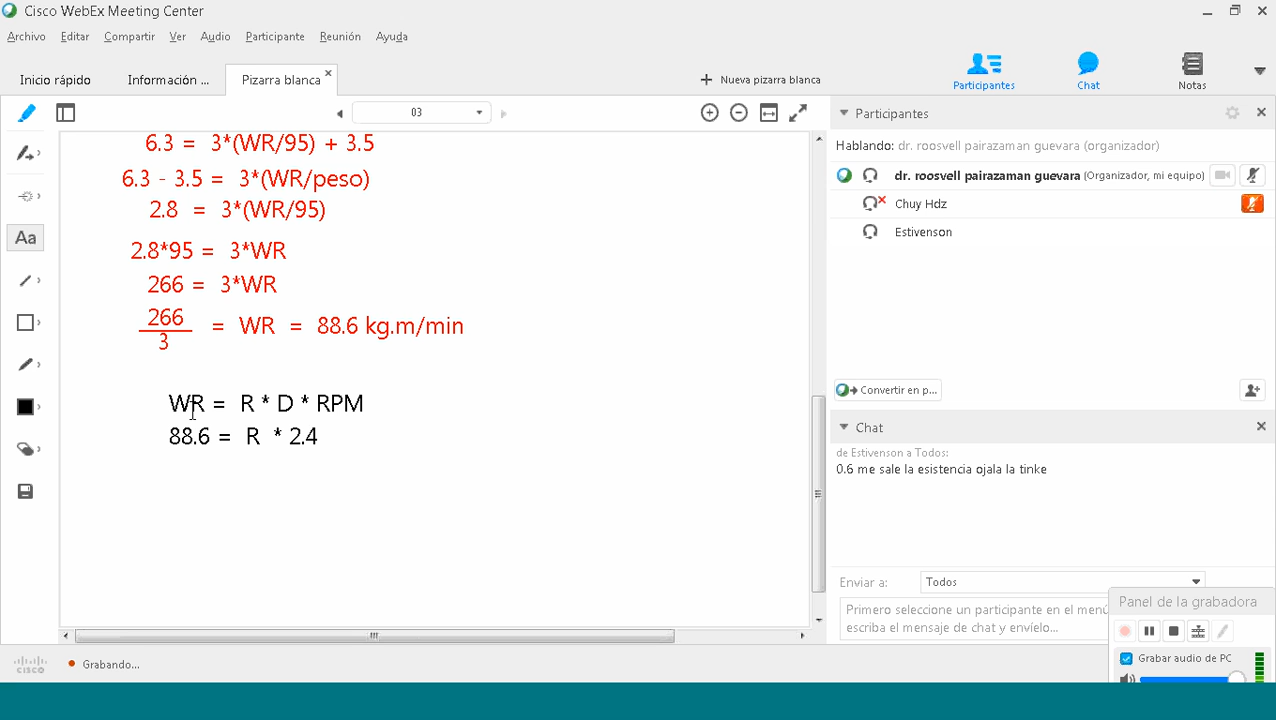 Cisco WebEx Meeting Center
Archivo Editar Compartir Ver Audio Participante Reunión Ayuda
Inicio rápido Información ... Pizarra blanca Nueva pizarra blanca
Participantes Chat Notas
03
6.3 = 3*(WR/95) + 3.5
6.3 - 3.5 = 3*(WR/peso)
2.8 = 3*(WR/95)
2.8*95 = 3*WR
266 = 3*WR
266
= WR = 88.6 kg.m/min
3
WR = R * D * RPM
88.6 = R * 2.4
Aa
Participantes
Hablando: dr. roosvell pairazaman guevara (organizador)
dr. roosvell pairazaman guevara (Organizador, mi equipo)
Chuy Hdz
Estivenson
Convertir en p...
Chat
de Estivenson a Todos:
0.6 me sale la esistencia ojala la tinke
Enviar a: Todos
Primero seleccione un participante en el menú
escriba el mensaje de chat y envíelo...
Panel de la grabadora
Grabar audio de PC
cisco Grabando...